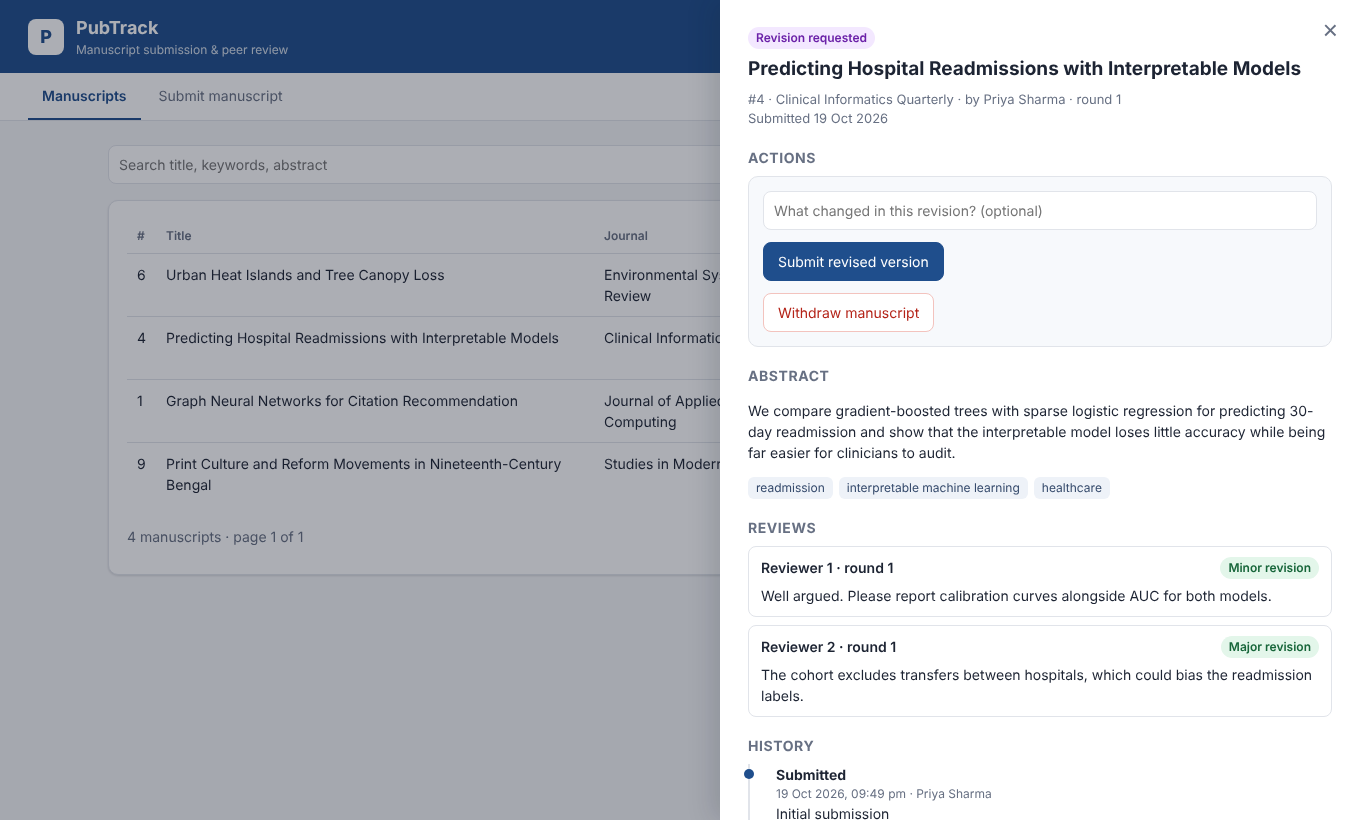 P
PubTrack
Manuscript submission & peer review
Manuscripts
Submit manuscript
Search title, keywords, abstract
# Title Journal
6 Urban Heat Islands and Tree Canopy Loss Environmental Sy
Review
4 Predicting Hospital Readmissions with Interpretable Models Clinical Informatic
1 Graph Neural Networks for Citation Recommendation Journal of Applied
Computing
9 Print Culture and Reform Movements in Nineteenth-Century Studies in Modern
Bengal
4 manuscripts · page 1 of 1
✕
Revision requested
Predicting Hospital Readmissions with Interpretable Models
#4 · Clinical Informatics Quarterly · by Priya Sharma · round 1
Submitted 19 Oct 2026
ACTIONS
What changed in this revision? (optional)
Submit revised version
Withdraw manuscript
ABSTRACT
We compare gradient-boosted trees with sparse logistic regression for predicting 30-
day readmission and show that the interpretable model loses little accuracy while being
far easier for clinicians to audit.
readmission interpretable machine learning healthcare
REVIEWS
Reviewer 1 · round 1 Minor revision
Well argued. Please report calibration curves alongside AUC for both models.
Reviewer 2 · round 1 Major revision
The cohort excludes transfers between hospitals, which could bias the readmission
labels.
HISTORY
Submitted
19 Oct 2026, 09:49 pm · Priya Sharma
Initial submission